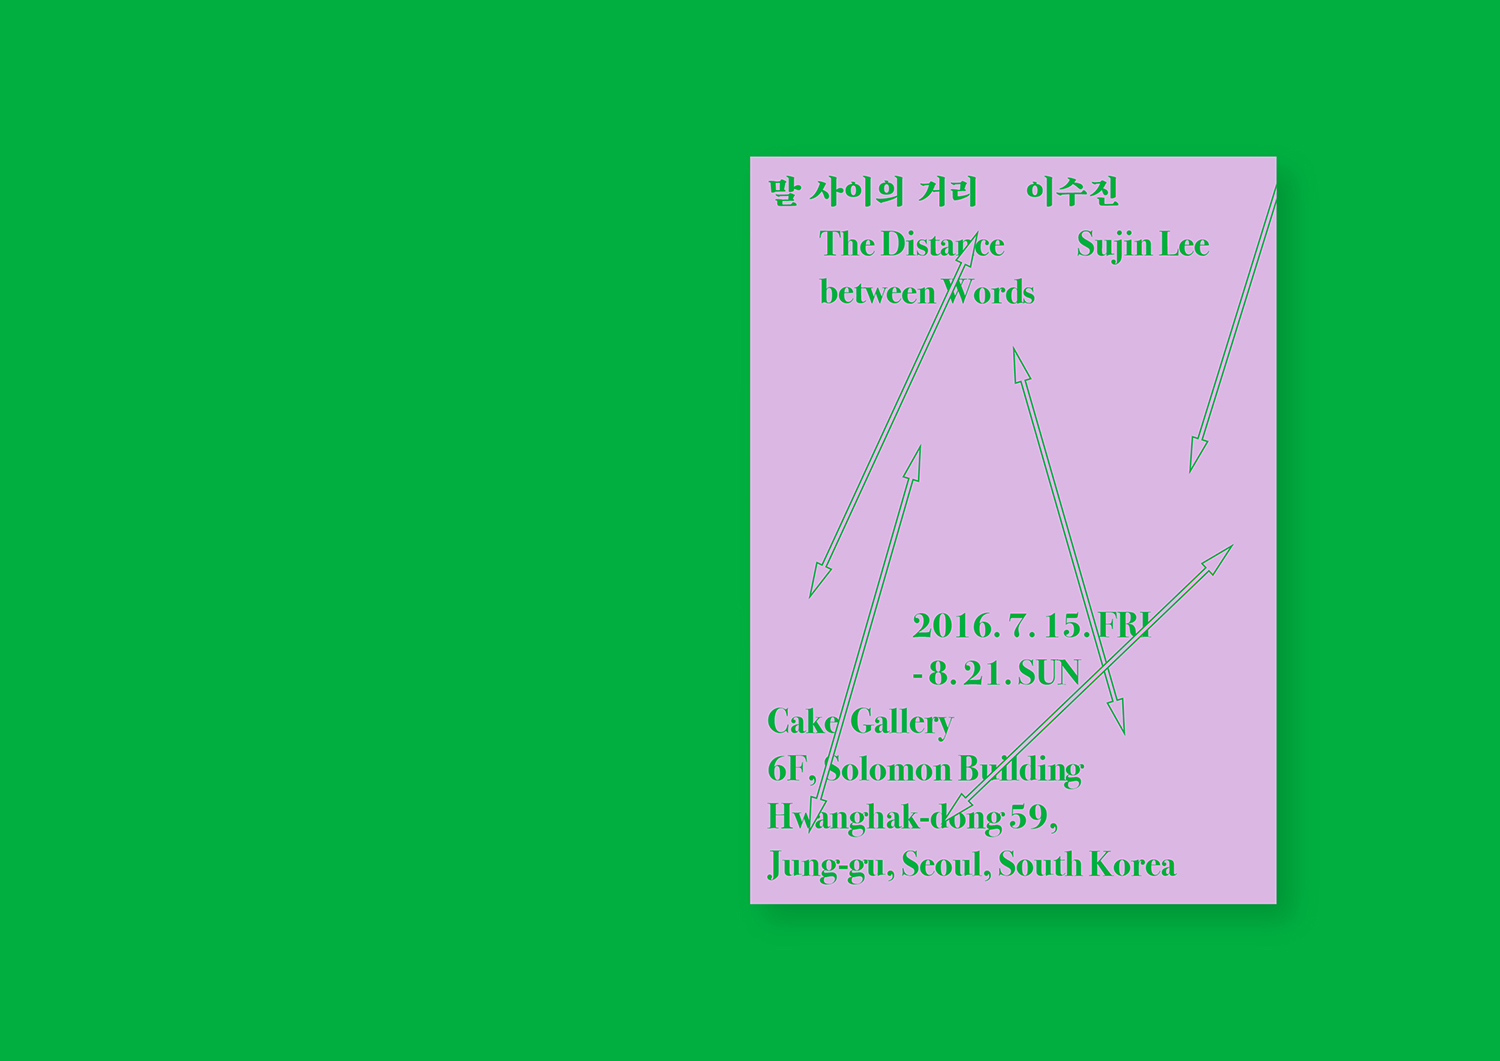 말 사이의 거리 이수진
The Distance Sujin Lee
between Words
2016. 7. 15. FRI
- 8. 21. SUN
Cake Gallery
6F, Solomon Building
Hwanghak-dong 59,
Jung-gu, Seoul, South Korea